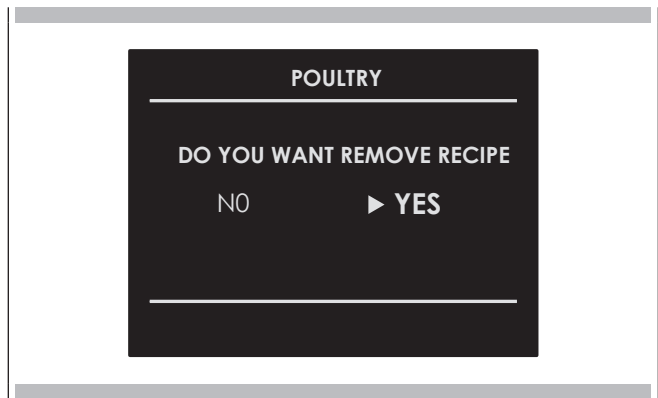 POULTRY
DO YOU WANT REMOVE RECIPE
N0 ▶ YES